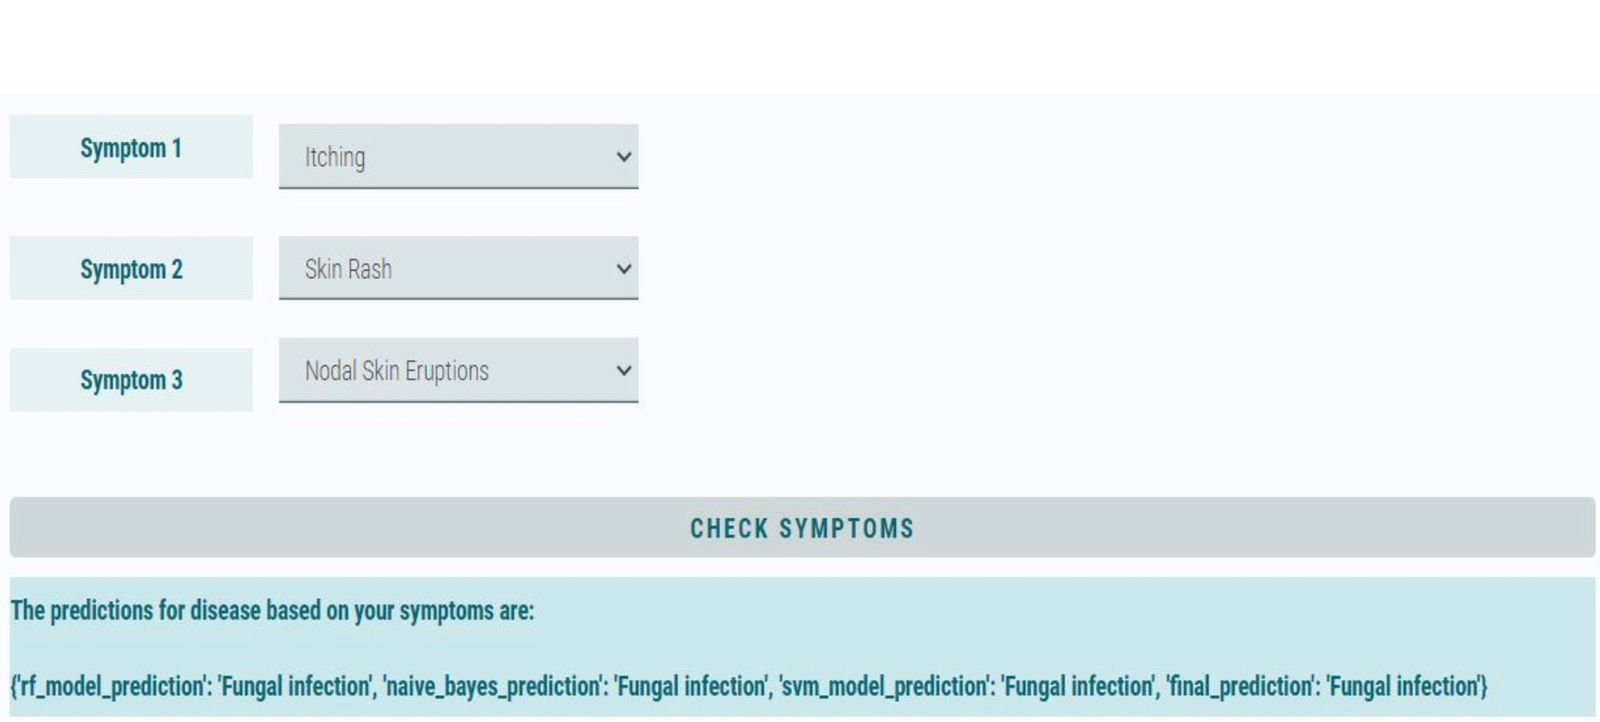 Symptom 1
Itching
Symptom 2
Skin Rash
Symptom 3
Nodal Skin Eruptions
CHECK SYMPTOMS
The predictions for disease based on your symptoms are:
{'rf_model_prediction': 'Fungal infection', 'naive_bayes_prediction': 'Fungal infection', 'svm_model_prediction': 'Fungal infection', 'final_prediction': 'Fungal infection'}